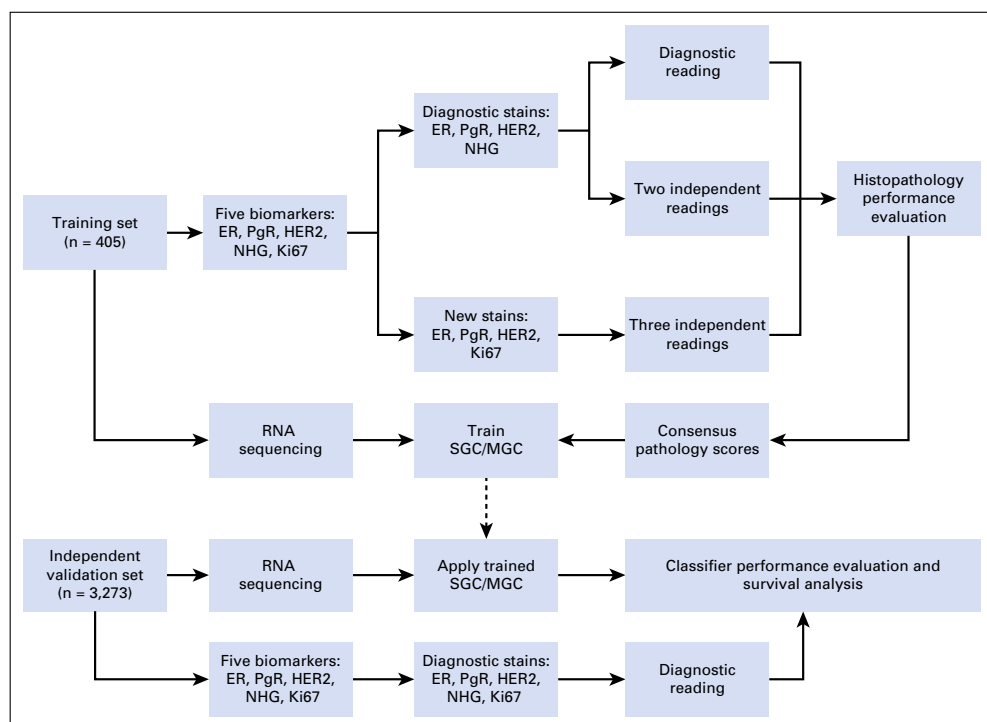 Diagnostic
reading
Diagnostic stains:
ER, PgR, HER2,
NHG
Training set
(n = 405)
Five biomarkers:
ER, PgR, HER2,
NHG, Ki67
Two independent
readings
Histopathology
performance
evaluation
New stains:
ER, PgR, HER2,
Ki67
Three independent
readings
RNA
sequencing
Train
SGC/MGC
Consensus
pathology scores
Independent
validation set
(n = 3,273)
RNA
sequencing
Apply trained
SGC/MGC
Classifier performance evaluation and
survival analysis
Five biomarkers:
ER, PgR, HER2,
NHG, Ki67
Diagnostic stains:
ER, PgR, HER2,
NHG, Ki67
Diagnostic
reading